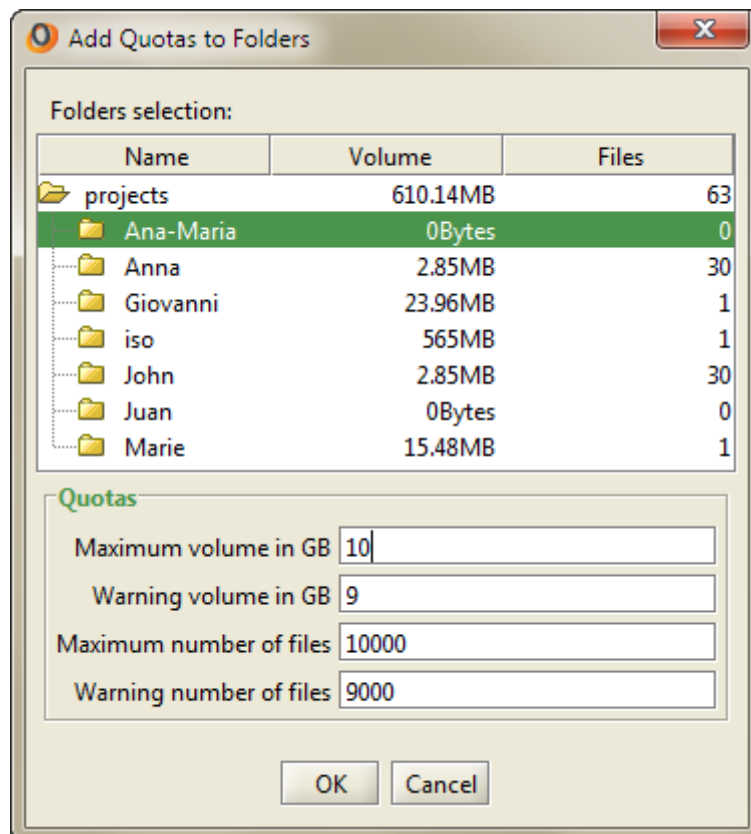 Add Quotas to Folders
Folders selection:
Name Volume Files
projects 610.14MB 63
Ana-Maria 0Bytes 0
Anna 2.85MB 30
Giovanni 23.96MB 1
iso 565MB 1
John 2.85MB 30
Juan 0Bytes 0
Marie 15.48MB 1
Quotas
Maximum volume in GB 10
Warning volume in GB 9
Maximum number of files 10000
Warning number of files 9000
OK Cancel